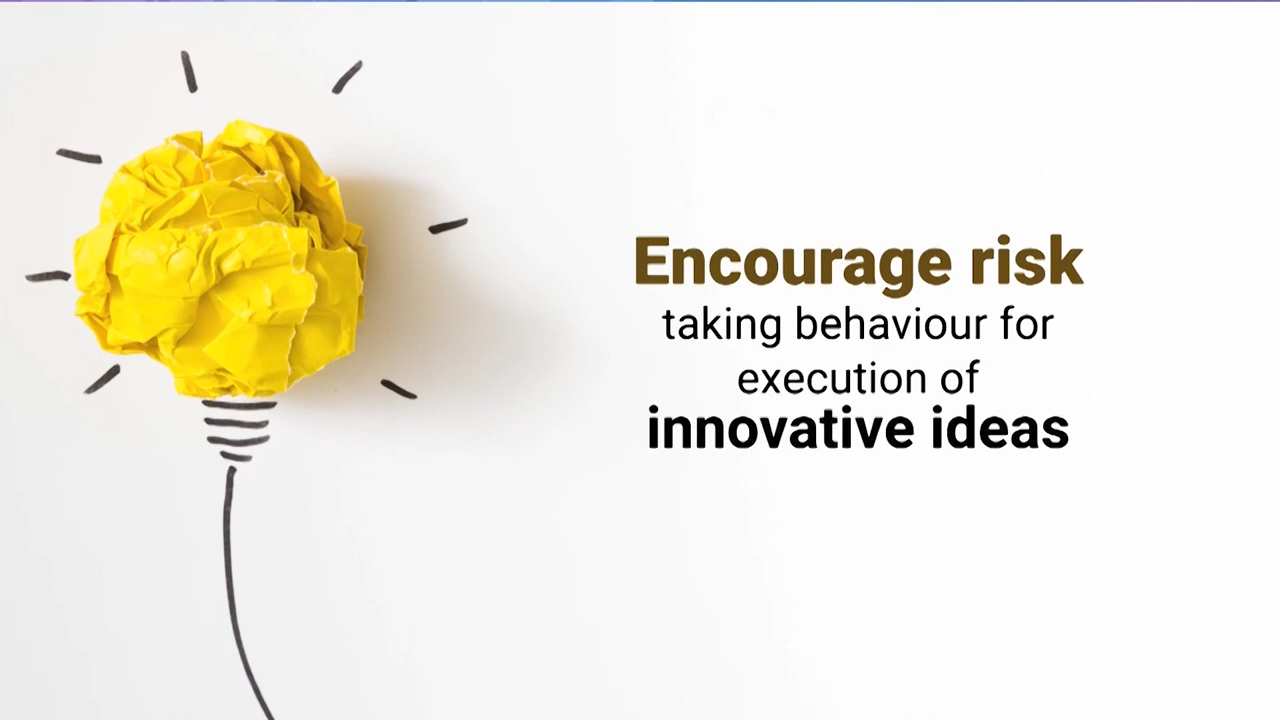 Encourage risk
taking behaviour for
execution of
innovative ideas